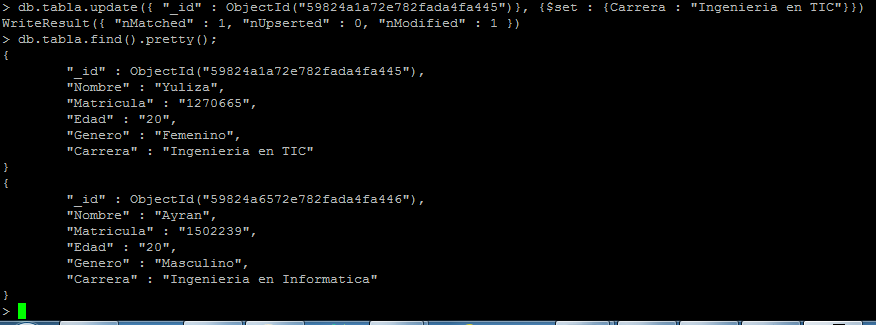 > db.tabla.update({ "_id" : ObjectId("59824a1a72e782fada4fa445")}, {$set : {Carrera : "Ingenieria en TIC"}})
WriteResult({ "nMatched" : 1, "nUpserted" : 0, "nModified" : 1 })
> db.tabla.find().pretty();
{
"_id" : ObjectId("59824a1a72e782fada4fa445"),
"Nombre" : "Yuliza",
"Matricula" : "1270665",
"Edad" : "20",
"Genero" : "Femenino",
"Carrera" : "Ingenieria en TIC"
}
{
"_id" : ObjectId("59824a6572e782fada4fa446"),
"Nombre" : "Ayran",
"Matricula" : "1502239",
"Edad" : "20",
"Genero" : "Masculino",
"Carrera" : "Ingenieria en Informatica"
}
>